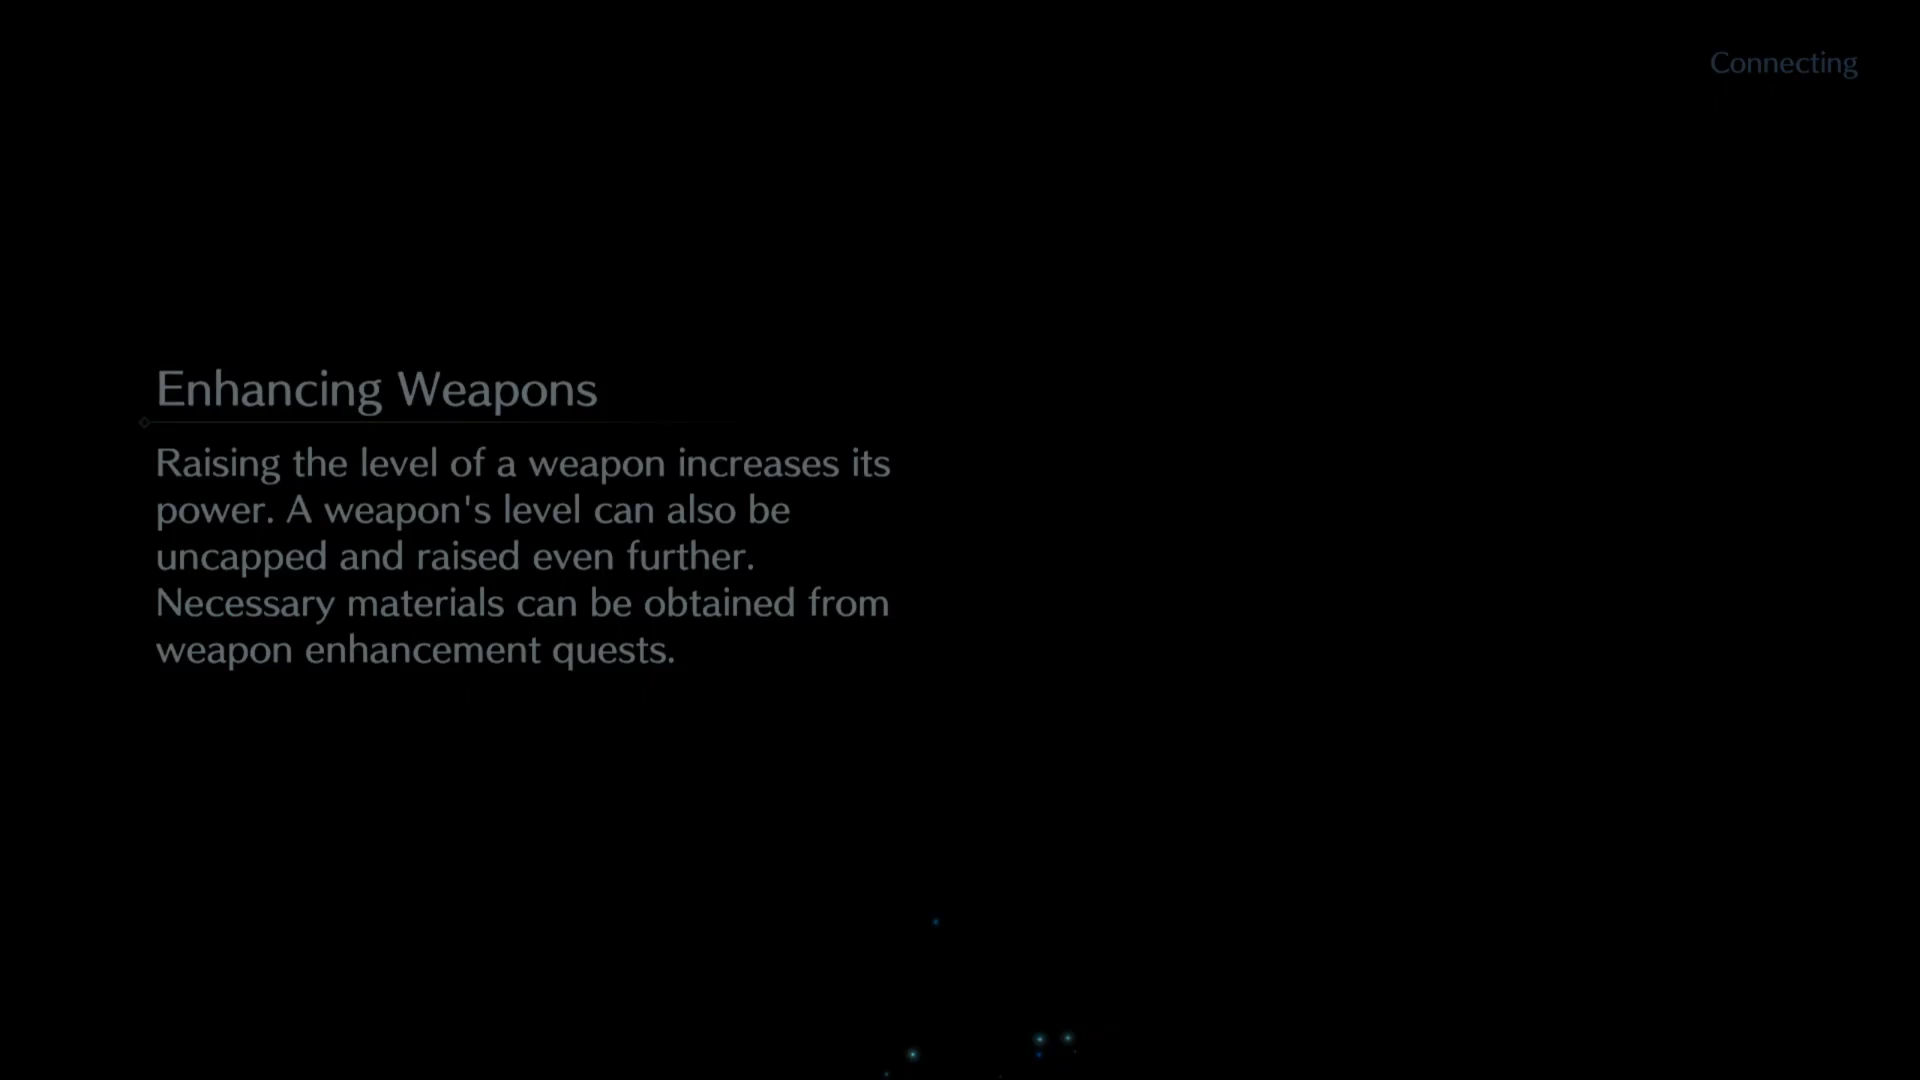 Connecting
Enhancing Weapons
Raising the level of a weapon increases its
power. A weapon's level can also be
uncapped and raised even further.
Necessary materials can be obtained from
weapon enhancement quests.